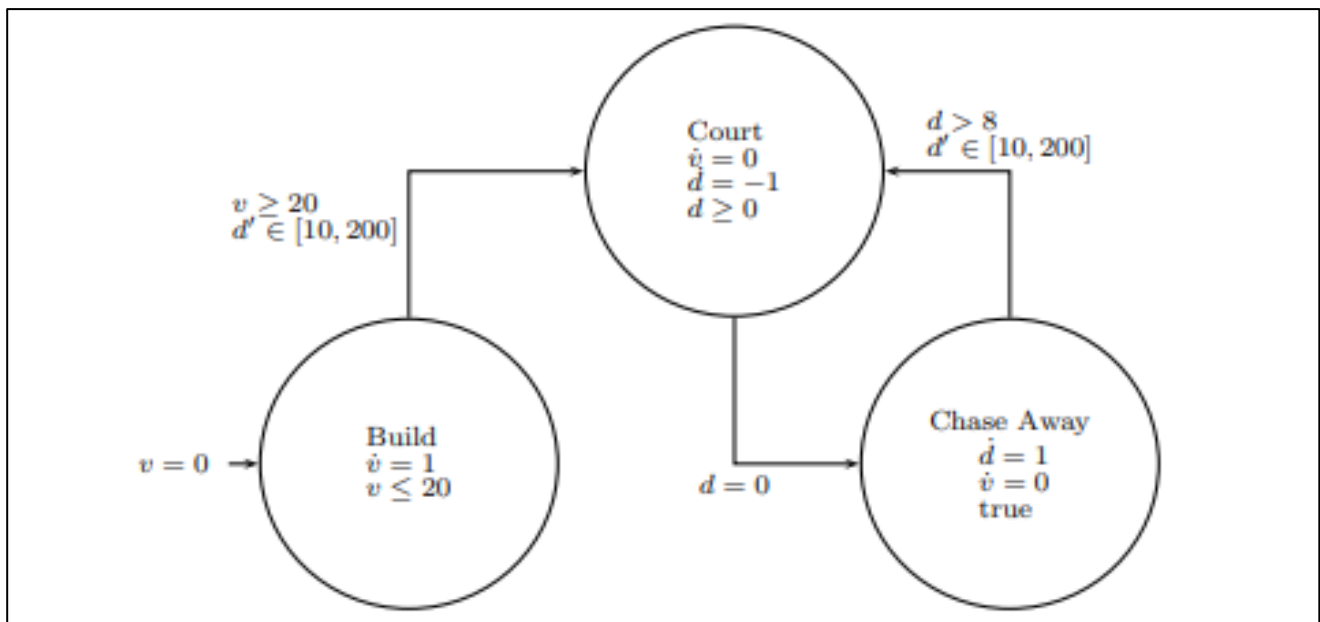 Court
v̇ = 0
ḋ = −1
d ≥ 0
d > 8
d′ ∈ [10, 200]
v ≥ 20
d′ ∈ [10, 200]
v = 0
Build
v̇ = 1
v ≤ 20
d = 0
Chase Away
ḋ = 1
v̇ = 0
true